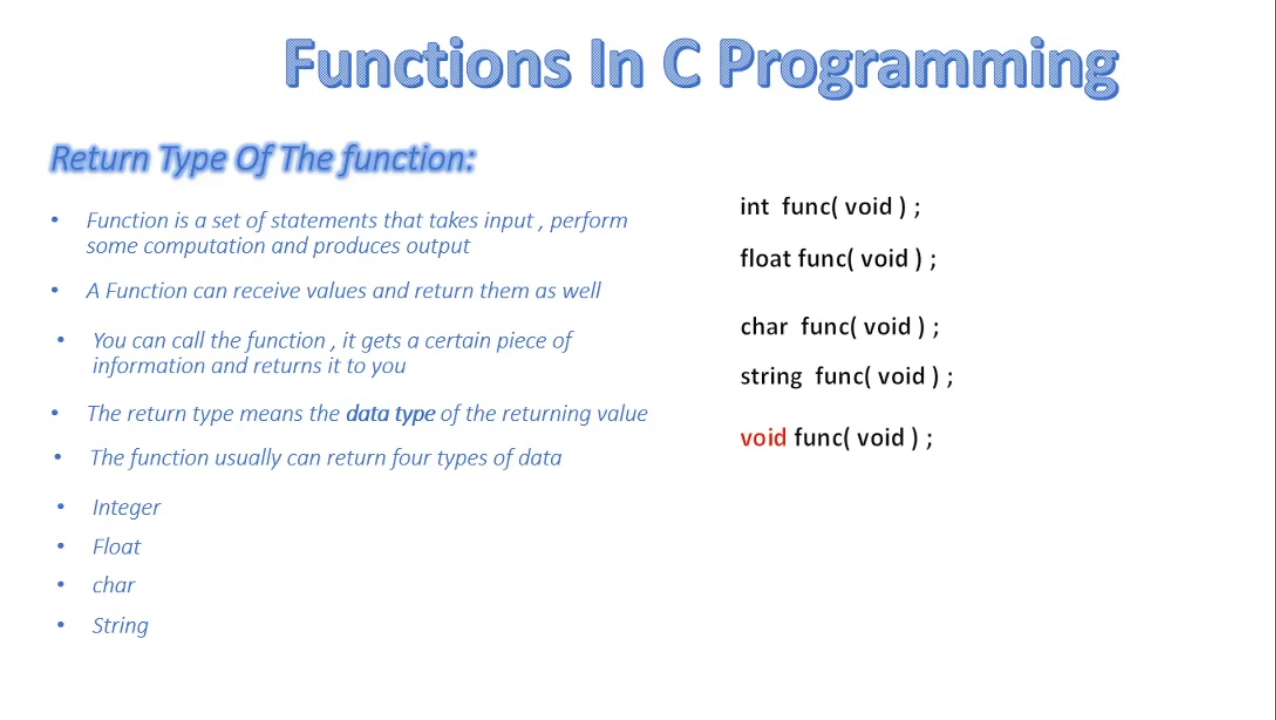 Functions In C Programming
Return Type Of The function:
• Function is a set of statements that takes input , perform
some computation and produces output
• A Function can receive values and return them as well
• You can call the function , it gets a certain piece of
information and returns it to you
• The return type means the data type of the returning value
• The function usually can return four types of data
• Integer
• Float
• char
• String
int func( void ) ;
float func( void ) ;
char func( void ) ;
string func( void ) ;
void func( void ) ;